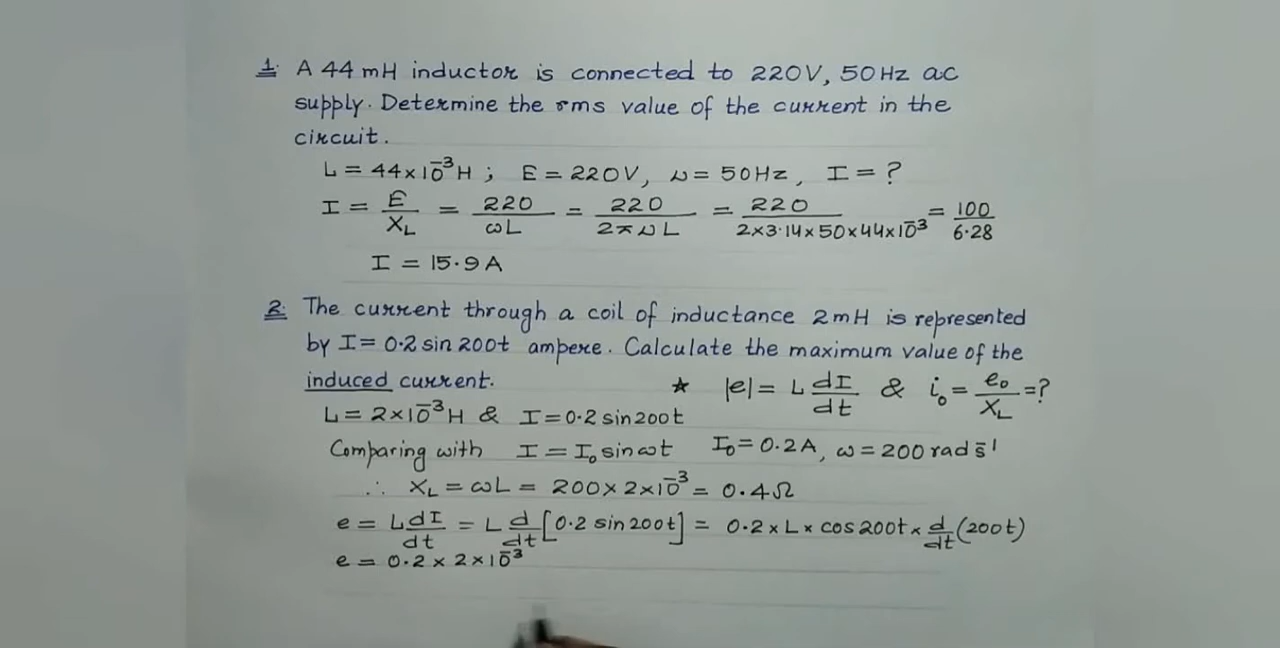 1. A 44 mH inductor is connected to 220V, 50Hz ac
supply. Determine the rms value of the current in the
circuit.
L = 44×10⁻³H ; E = 220V, ν = 50Hz, I = ?
I = E/X_L = 220/ωL = 220/2πνL = 220/2×3·14×50×44×10⁻³ = 100/6·28
I = 15·9A
2. The current through a coil of inductance 2mH is represented
by I = 0·2 sin 200t ampere. Calculate the maximum value of the
induced current.
★ |e| = L dI/dt & i₀ = e₀/X_L = ?
L = 2×10⁻³H & I = 0·2 sin 200t
Comparing with I = I₀ sin ωt I₀ = 0·2A, ω = 200 rad s⁻¹
∴ X_L = ωL = 200×2×10⁻³ = 0·4Ω
e = L dI/dt = L d/dt [0·2 sin 200t] = 0·2 × L × cos 200t × d/dt (200t)
e = 0·2 × 2×10⁻³